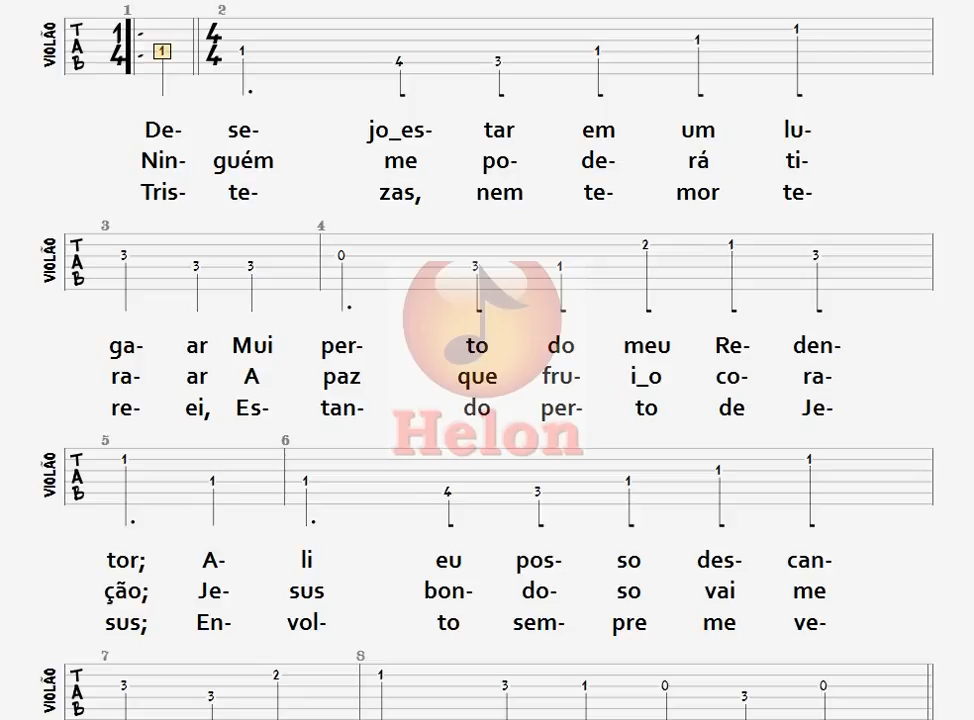 1 2
VIOLÃO TAB 1 4 1 4 4 1 4 3 1 1 1
De- se- jo_es- tar em um lu-
Nin- guém me po- de- rá ti-
Tris- te- zas, nem te- mor te-
3 4
VIOLÃO TAB 3 3 3 0 3 1 2 1 3
ga- ar Mui per- to do meu Re- den-
ra- ar A paz que fru- i_o co- ra-
re- ei, Es- tan- do per- to de Je-
Helon
5 6
VIOLÃO TAB 1 1 1 4 3 1 1 1
tor; A- li eu pos- so des- can-
ção; Je- sus bon- do- so vai me
sus; En- vol- to sem- pre me ve-
7 8
VIOLÃO TAB 3 3 2 1 3 1 0 3 0